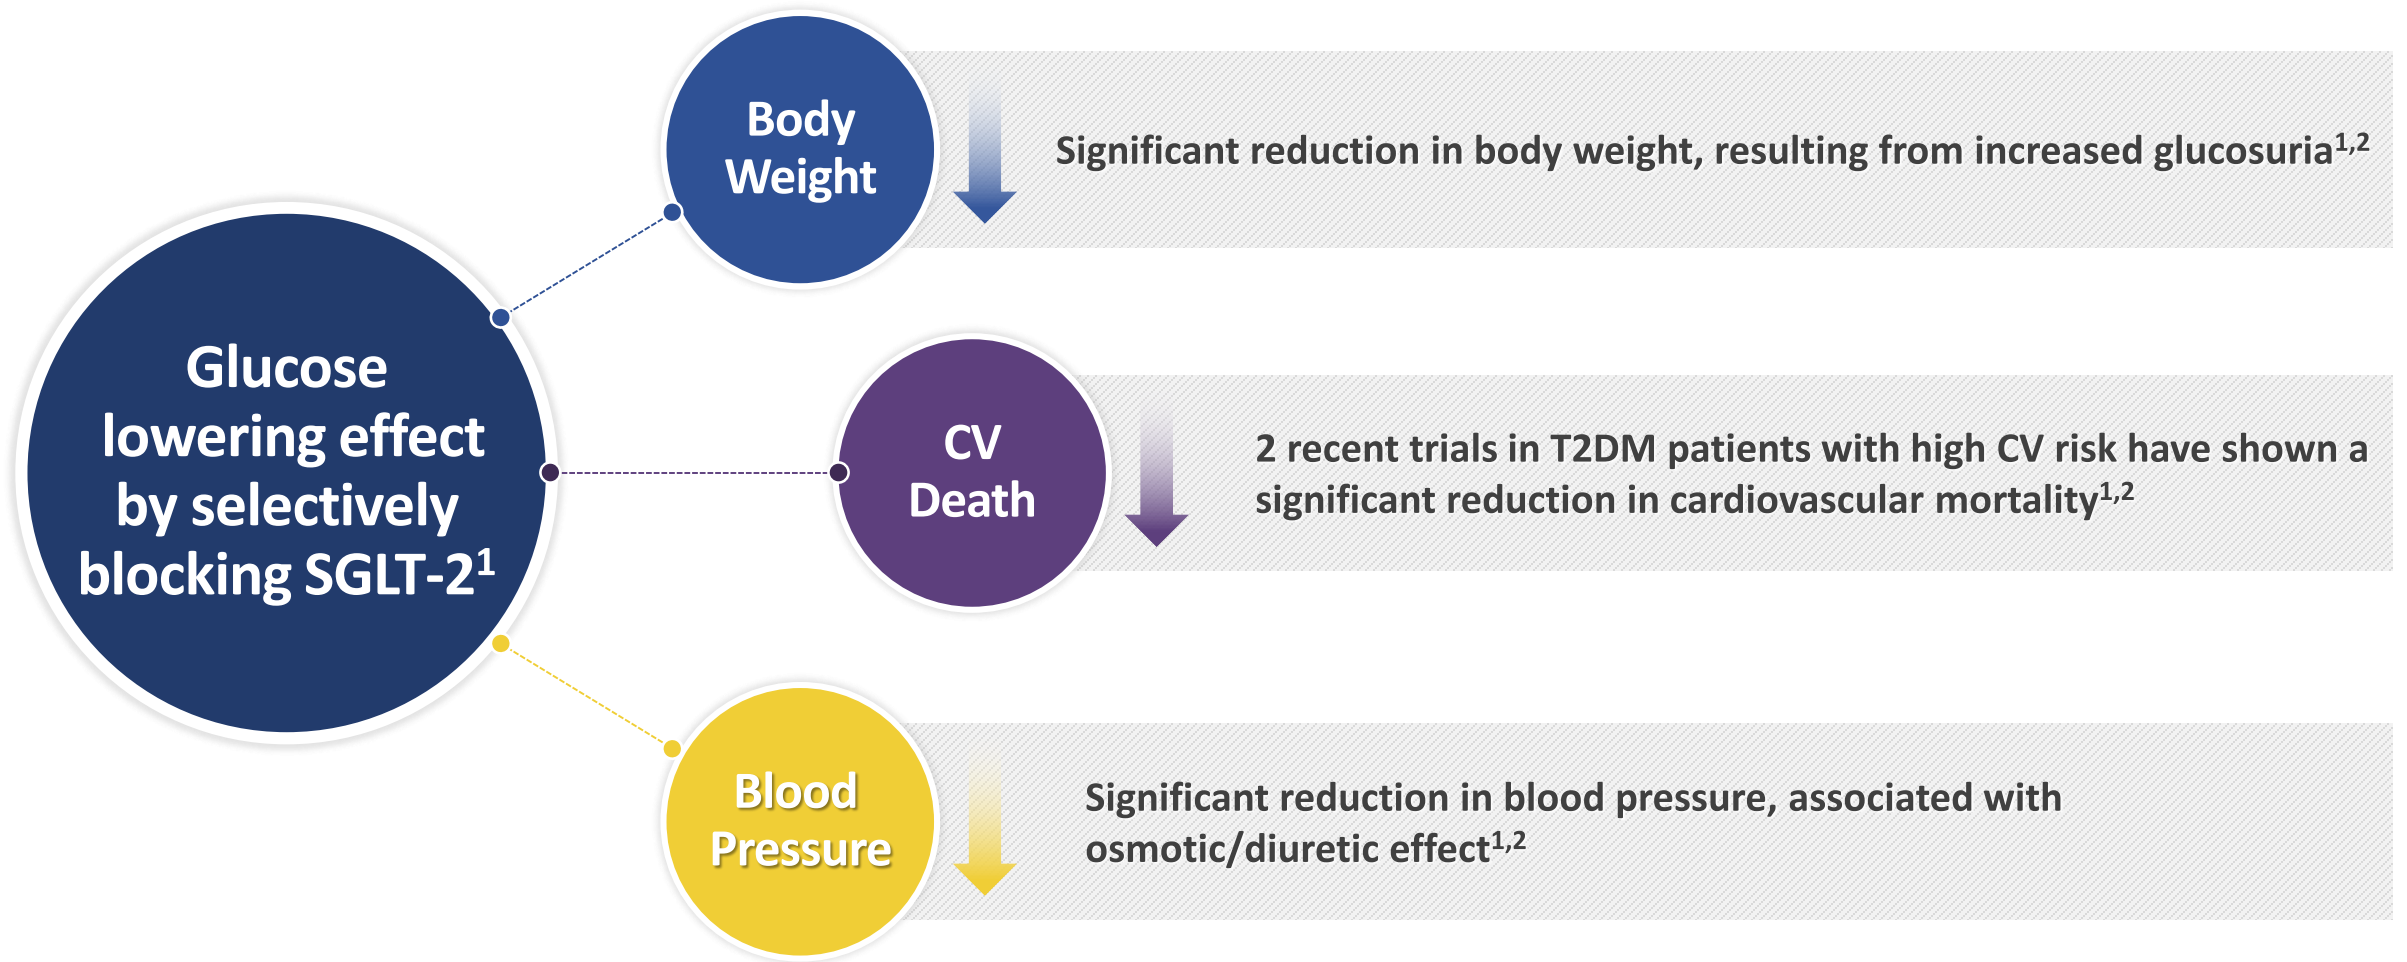 Glucose
lowering effect
by selectively
blocking SGLT-2¹
Body
Weight
Significant reduction in body weight, resulting from increased glucosuria¹,²
CV
Death
2 recent trials in T2DM patients with high CV risk have shown a
significant reduction in cardiovascular mortality¹,²
Blood
Pressure
Significant reduction in blood pressure, associated with
osmotic/diuretic effect¹,²